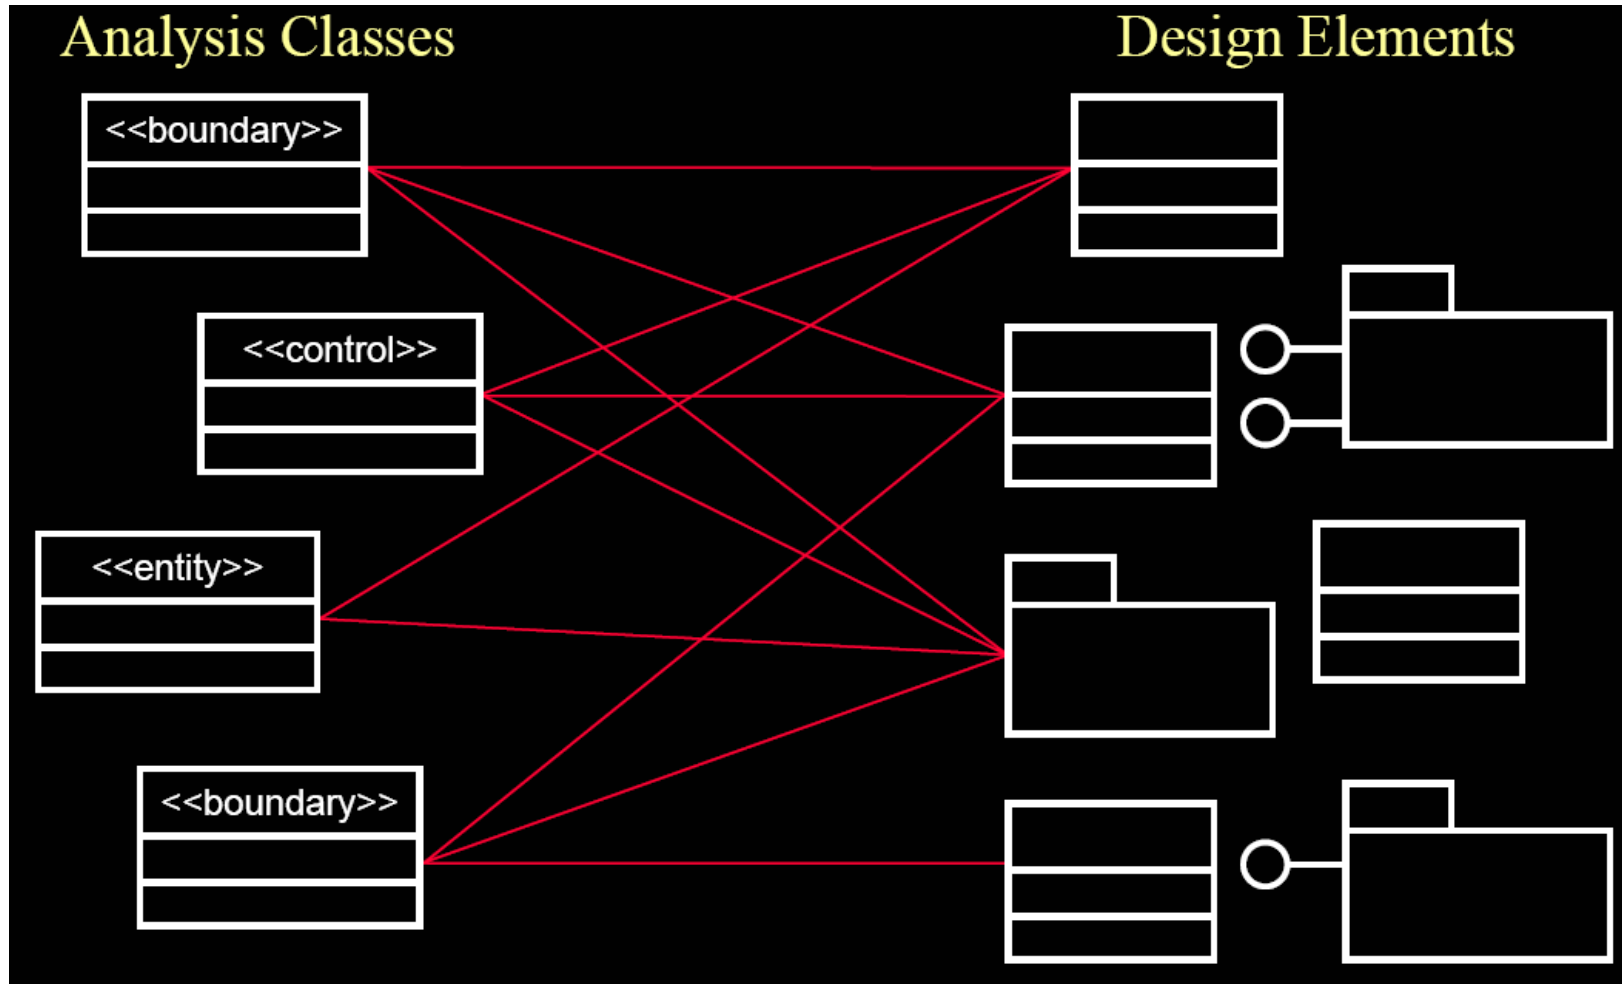 Analysis Classes
Design Elements
<<boundary>>
<<control>>
<<entity>>
<<boundary>>